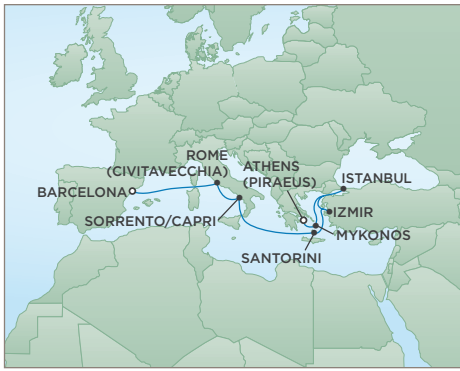 ROME
(CIVITAVECCHIA)
ATHENS
(PIRAEUS)
ISTANBUL
BARCELONA
IZMIR
SORRENTO/CAPRI
MYKONOS
SANTORINI